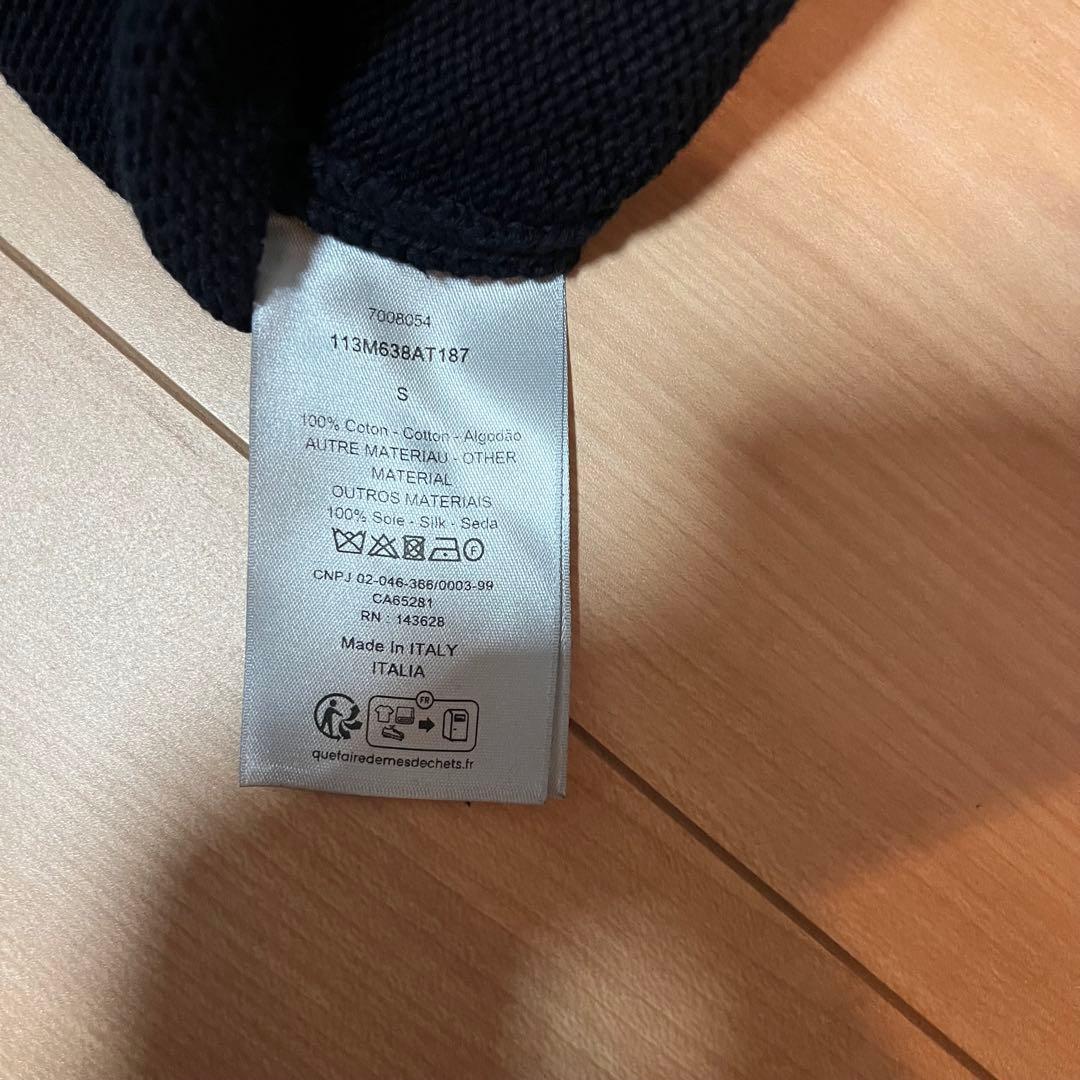 7008054
113M638AT187
S
100% Coton - Cotton - Algodão
AUTRE MATERIAU - OTHER
MATERIAL
OUTROS MATERIAIS
100% Soie - Silk - Seda
F
CNPJ 02-046-366/0003-99
CA65281
RN : 143628
Made in ITALY
ITALIA
FR
quefairedemesdechets.fr